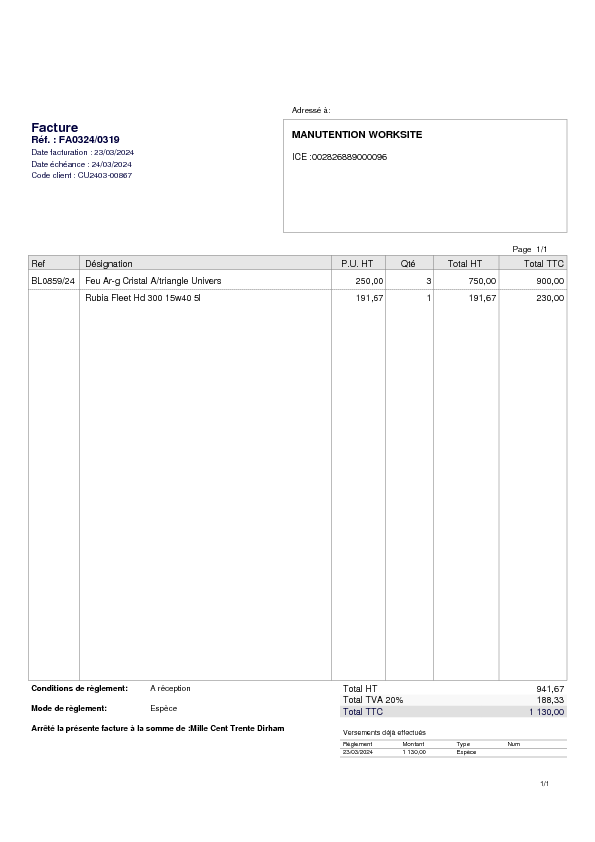 Adressé à:
Facture
Réf. : FA0324/0319
Date facturation : 23/03/2024
Date échéance : 24/03/2024
Code client : CU2403-00867
MANUTENTION WORKSITE
ICE :002826889000096
Page 1/1
Ref Désignation P.U. HT Qté Total HT Total TTC
BL0859/24 Feu Ar-g Cristal A/triangle Univers 250,00 3 750,00 900,00
Rubia Fleet Hd 300 15w40 5l 191,67 1 191,67 230,00
Conditions de règlement: A réception
Mode de règlement: Espèce
Arrêté la présente facture à la somme de :Mille Cent Trente Dirham
Total HT 941,67
Total TVA 20% 188,33
Total TTC 1 130,00
Versements déjà effectués
Règlement Montant Type Num
23/03/2024 1 130,00 Espèce
1/1